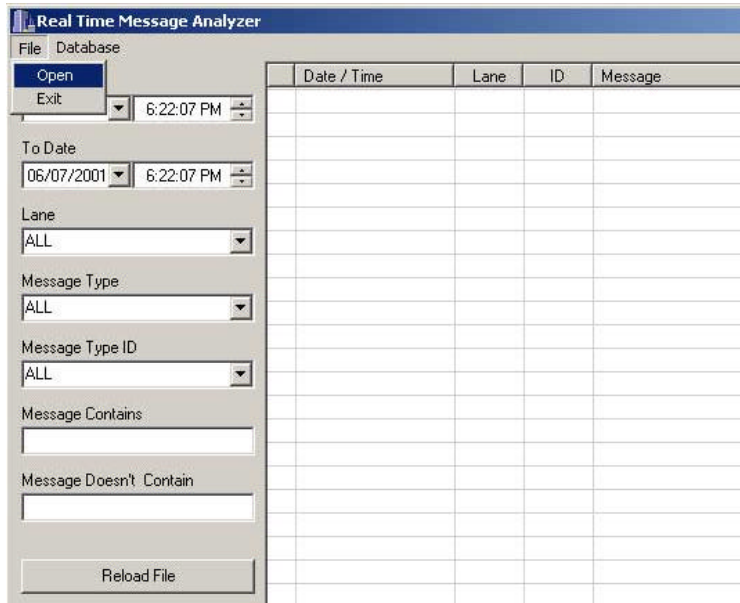 Real Time Message Analyzer
File Database
Open
Exit
6:22:07 PM
To Date
06/07/2001 6:22:07 PM
Lane
ALL
Message Type
ALL
Message Type ID
ALL
Message Contains
Message Doesn't Contain
Reload File
Date / Time Lane ID Message